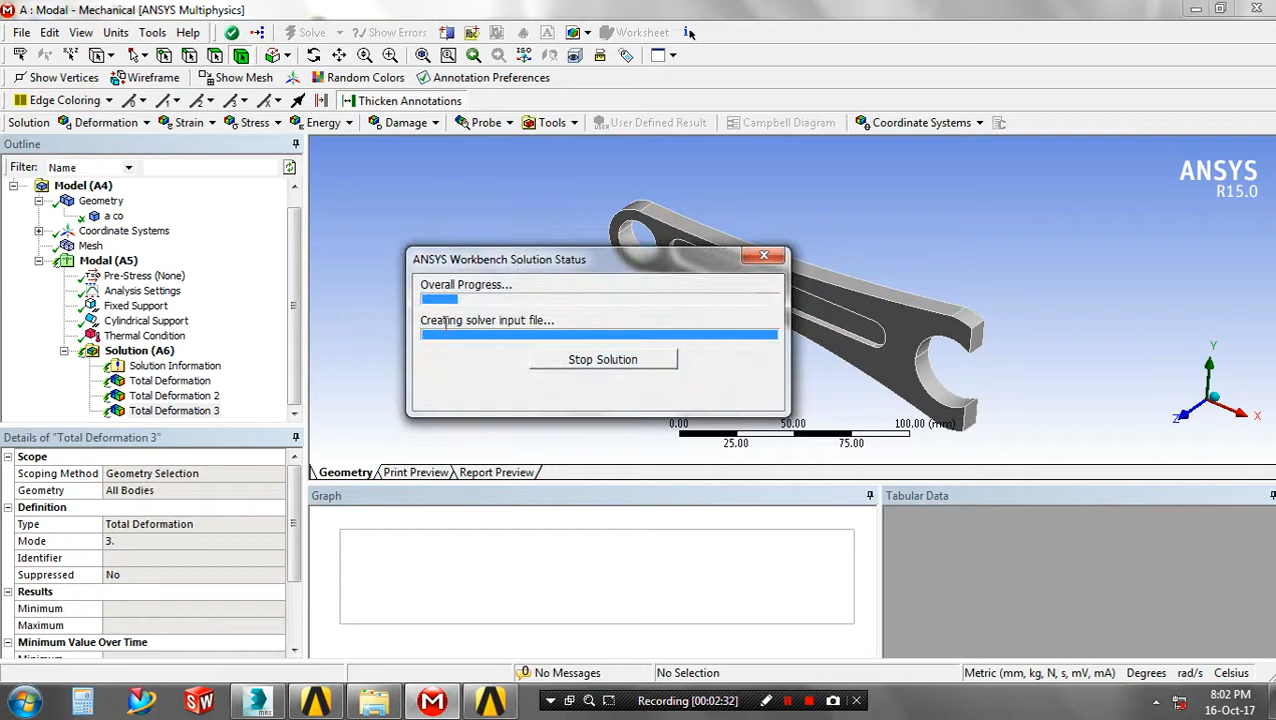 A : Modal - Mechanical [ANSYS Multiphysics]
File Edit View Units Tools Help Solve Show Errors Worksheet
Show Vertices Wireframe Show Mesh Random Colors Annotation Preferences
Edge Coloring Thicken Annotations
Solution Deformation Strain Stress Energy Damage Probe Tools User Defined Result Campbell Diagram Coordinate Systems
Outline
Filter: Name
Model (A4)
Geometry
a co
Coordinate Systems
Mesh
Modal (A5)
Pre-Stress (None)
Analysis Settings
Fixed Support
Cylindrical Support
Thermal Condition
Solution (A6)
Solution Information
Total Deformation
Total Deformation 2
Total Deformation 3
ANSYS
R15.0
ANSYS Workbench Solution Status
Overall Progress...
Creating solver input file...
Stop Solution
0.00 50.00 100.00 (mm)
25.00 75.00
Y
Z
X
Details of "Total Deformation 3"
Scope
Scoping Method Geometry Selection
Geometry All Bodies
Definition
Type Total Deformation
Mode 3.
Identifier
Suppressed No
Results
Minimum
Maximum
Minimum Value Over Time
Geometry Print Preview Report Preview
Graph
Tabular Data
No Messages No Selection Metric (mm, kg, N, s, mV, mA) Degrees rad/s Celsius
SW
max
M
Recording [00:02:32]
8:02 PM
16-Oct-17